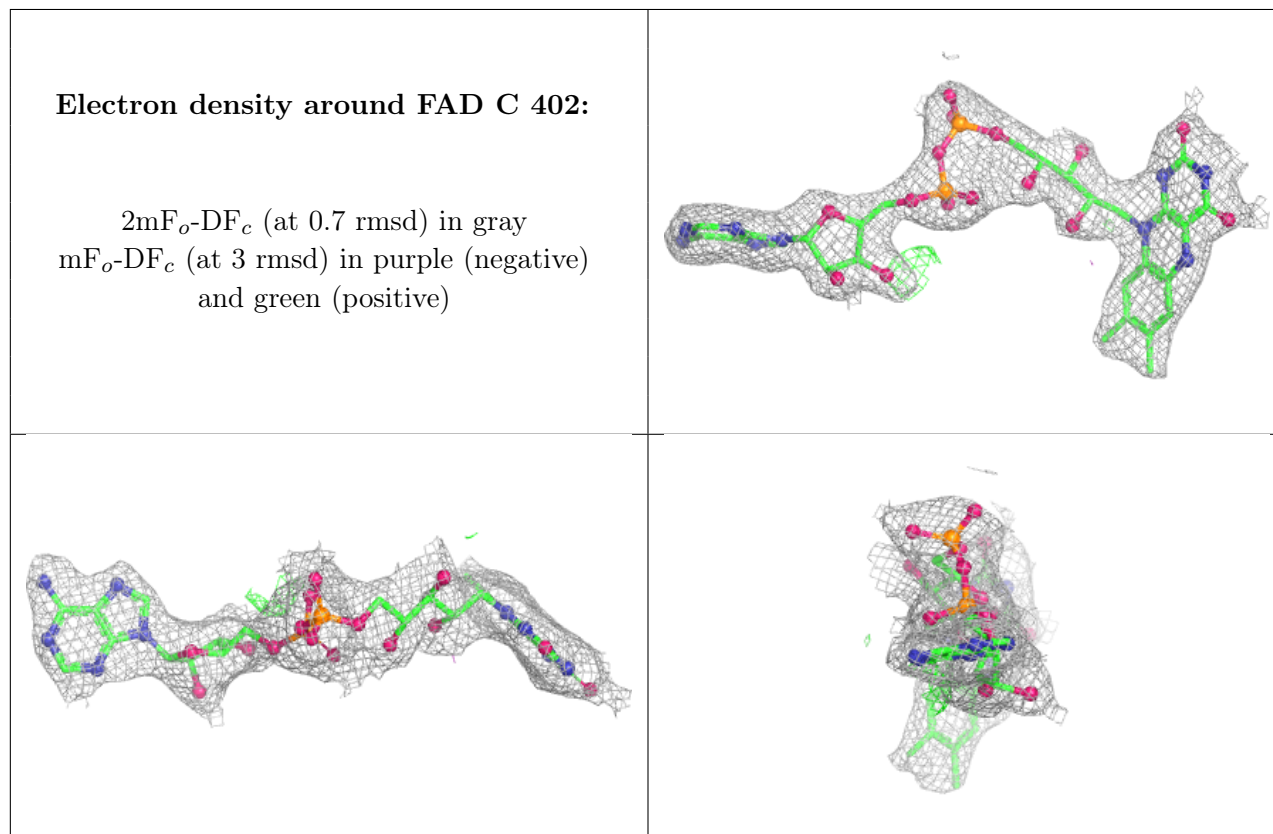 Electron density around FAD C 402:
2mFo-DFc (at 0.7 rmsd) in gray
mFo-DFc (at 3 rmsd) in purple (negative)
and green (positive)